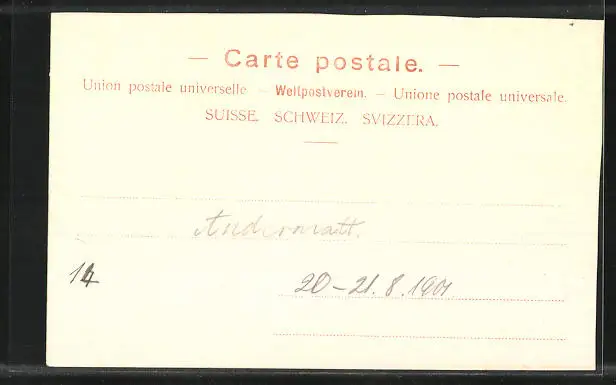 — Carte postale. —
Union postale universelle — Weltpostverein. — Unione postale universale.
SUISSE. SCHWEIZ. SVIZZERA.
Andermatt.
14
20–21. 8. 1901